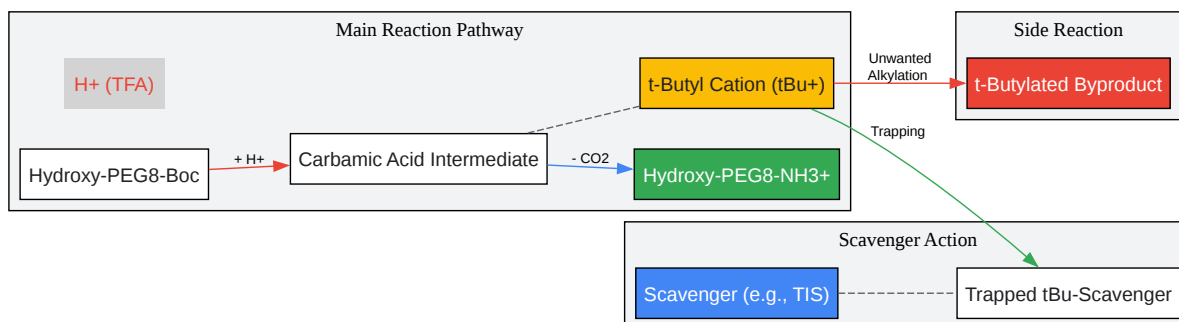 Main Reaction Pathway
Side Reaction
H+ (TFA)
t-Butyl Cation (tBu+)
Unwanted
Alkylation
t-Butylated Byproduct
Trapping
Hydroxy-PEG8-Boc
+ H+
Carbamic Acid Intermediate
- CO2
Hydroxy-PEG8-NH3+
Scavenger Action
Scavenger (e.g., TIS)
Trapped tBu-Scavenger